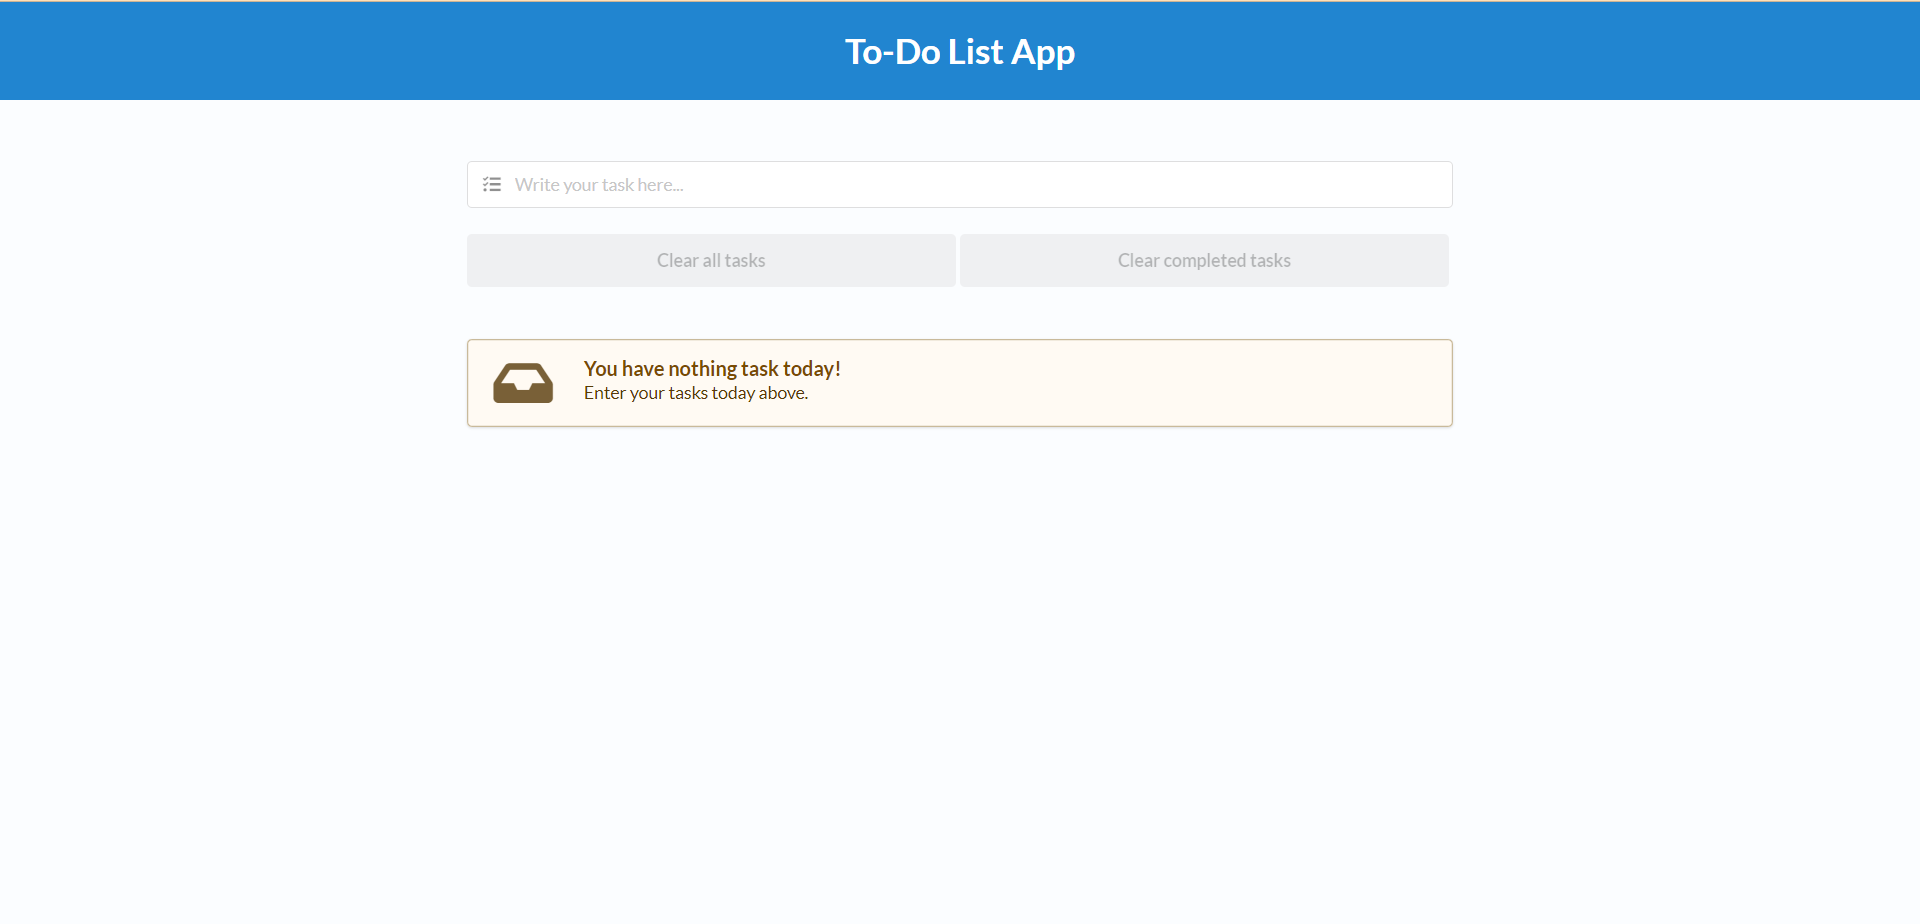 To-Do List App
Write your task here...
Clear all tasks
Clear completed tasks
You have nothing task today!
Enter your tasks today above.